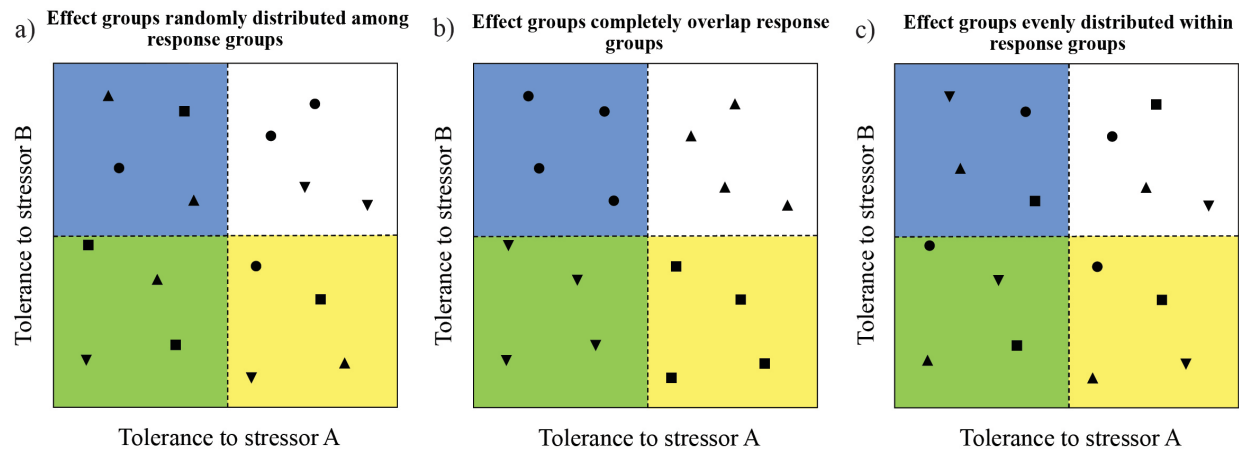 a)
Effect groups randomly distributed among
response groups
Tolerance to stressor B
Tolerance to stressor A
b)
Effect groups completely overlap response
groups
Tolerance to stressor B
Tolerance to stressor A
c)
Effect groups evenly distributed within
response groups
Tolerance to stressor B
Tolerance to stressor A